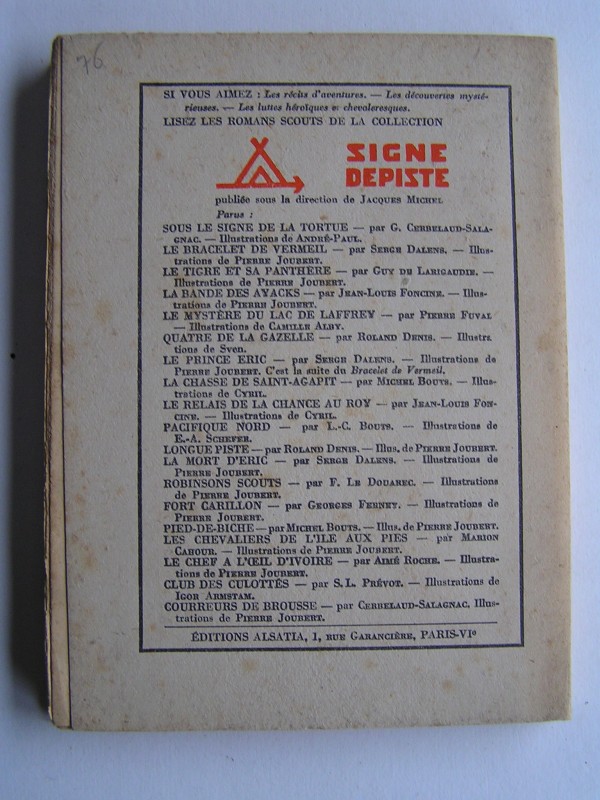 76
SI VOUS AIMEZ : Les récits d'aventures. — Les découvertes mysté-
rieuses. — Les luttes héroïques et chevaleresques.
LISEZ LES ROMANS SCOUTS DE LA COLLECTION
SIGNE
DE PISTE
publiée sous la direction de JACQUES MICHEL
Parus :
SOUS LE SIGNE DE LA TORTUE — par G. CERBELAUD-SALA-
GNAC. — Illustrations de ANDRÉ-PAUL.
LE BRACELET DE VERMEIL — par SERGE DALENS. — Illus-
trations de PIERRE JOUBERT.
LE TIGRE ET SA PANTHÈRE — par GUY DE LARIGAUDIE. —
Illustrations de PIERRE JOUBERT.
LA BANDE DES AYACKS — par JEAN-LOUIS FONCINE. — Illus-
trations de PIERRE JOUBERT.
LE MYSTÈRE DU LAC DE LAFFREY — par PIERRE FUVAL
— Illustrations de CAMILLE ALBY.
QUATRE DE LA GAZELLE — par ROLAND DENIS. — Illustra
tions de SVEN.
LE PRINCE ERIC — par SERGE DALENS. — Illustrations de
PIERRE JOUBERT. C'est la suite du Bracelet de Vermeil.
LA CHASSE DE SAINT-AGAPIT — par MICHEL BOUTS. — Illus-
trations de CYRIL.
LE RELAIS DE LA CHANCE AU ROY — par JEAN-LOUIS FON-
CINE. — Illustrations de CYRIL.
PACIFIQUE NORD — par L.-C. BOUTS. — Illustrations de
E.-A. SCHEFER.
LONGUE PISTE — par ROLAND DENIS. — Illus. de PIERRE JOUBERT.
LA MORT D'ERIC — par SERGE DALENS. — Illustrations de
PIERRE JOUBERT.
ROBINSONS SCOUTS — par F. LE DOUAREC. — Illustrations
de PIERRE JOUBERT.
FORT CARILLON — par GEORGES FERNEY. — Illustrations de
PIERRE JOUBERT.
PIED-DE-BICHE — par MICHEL BOUTS. — Illus. de PIERRE JOUBERT.
LES CHEVALIERS DE L'ILE AUX PIES — par MARION
CAHOUR. — Illustrations de PIERRE JOUBERT.
LE CHEF A L'ŒIL D'IVOIRE — par AIMÉ ROCHE. — Illustra-
tions de PIERRE JOUBERT.
CLUB DES CULOTTÉS — par S. L. PRÉVOT. — Illustrations de
IGOR ARNSTAM.
COURREURS DE BROUSSE — par CERBELAUD-SALAGNAC. Illus-
trations de PIERRE JOUBERT.
ÉDITIONS ALSATIA, 1, RUE GARANCIÈRE, PARIS-VIe